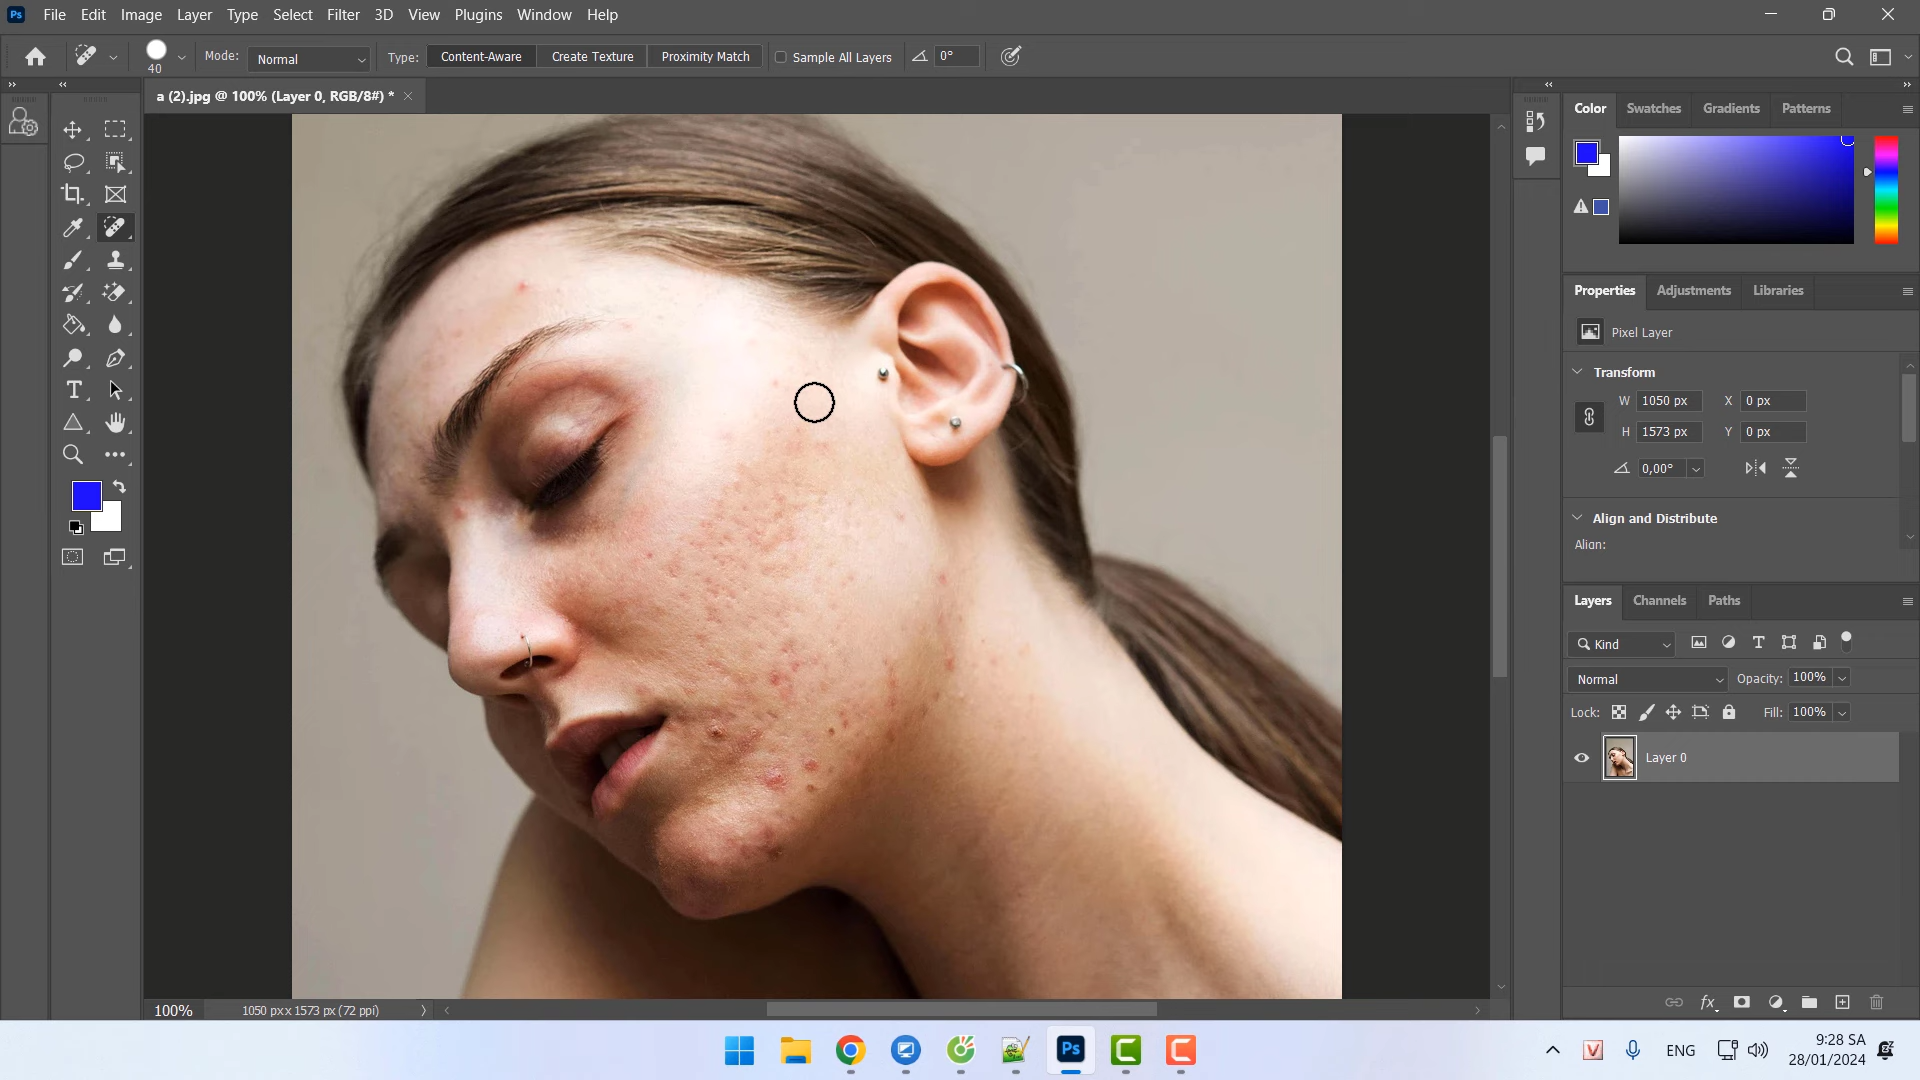 Ps File Edit Image Layer Type Select Filter 3D View Plugins Window Help
40 Mode: Normal Type: Content-Aware Create Texture Proximity Match Sample All Layers 0°
a (2).jpg @ 100% (Layer 0, RGB/8#) *
Color Swatches Gradients Patterns
Properties Adjustments Libraries
Pixel Layer
Transform
W 1050 px X 0 px
H 1573 px Y 0 px
0,00°
Align and Distribute
Align:
Layers Channels Paths
Kind
Normal Opacity: 100%
Lock: Fill: 100%
Layer 0
fx
100% 1050 px x 1573 px (72 ppi)
Ps
ENG
9:28 SA
28/01/2024